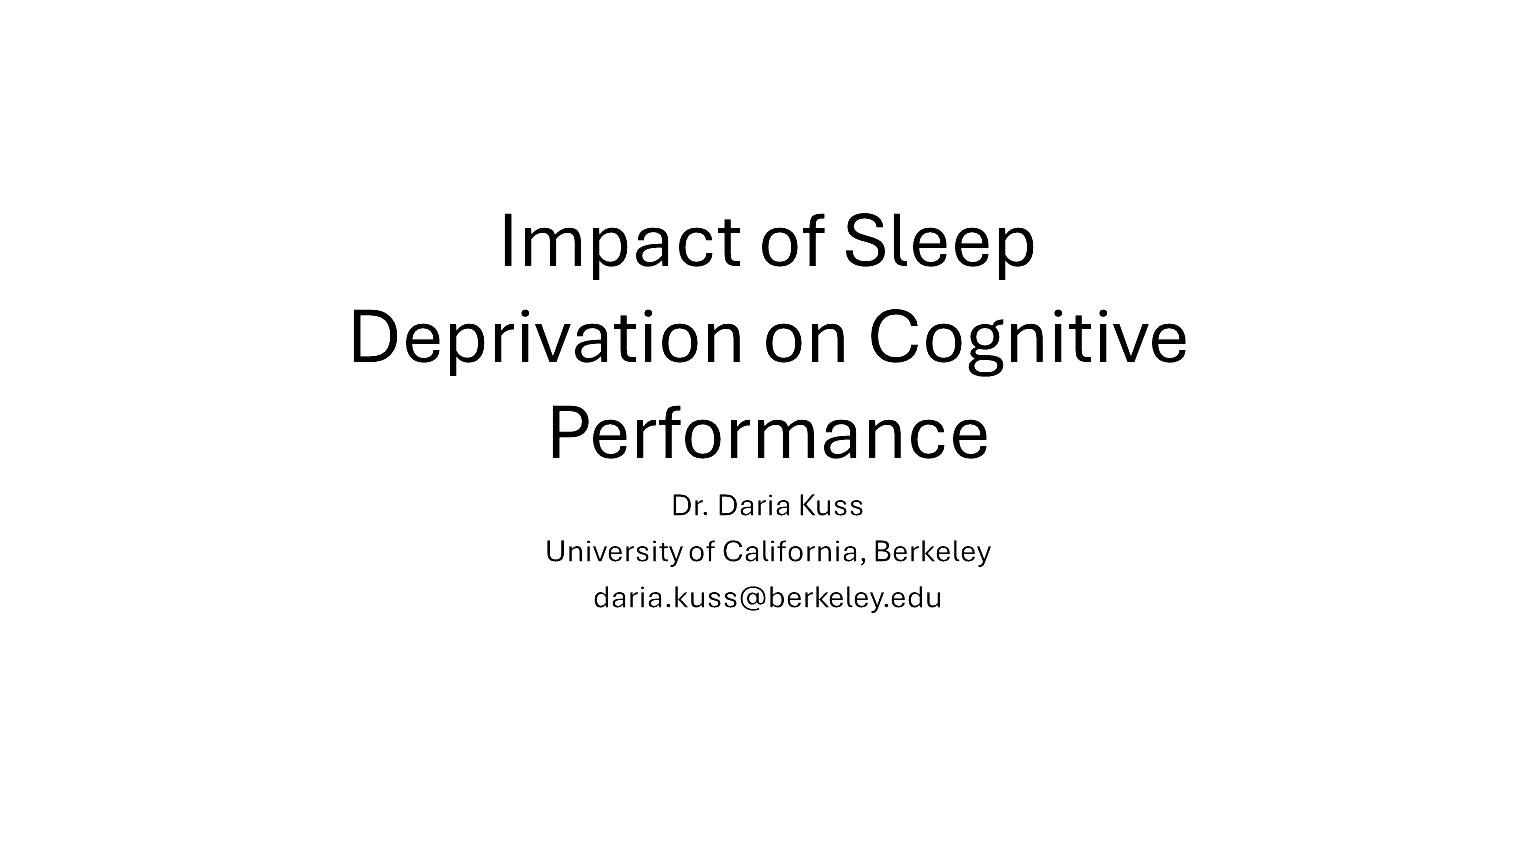 Impact of Sleep
Deprivation on Cognitive
Performance
Dr. Daria Kuss
University of California, Berkeley
daria.kuss@berkeley.edu